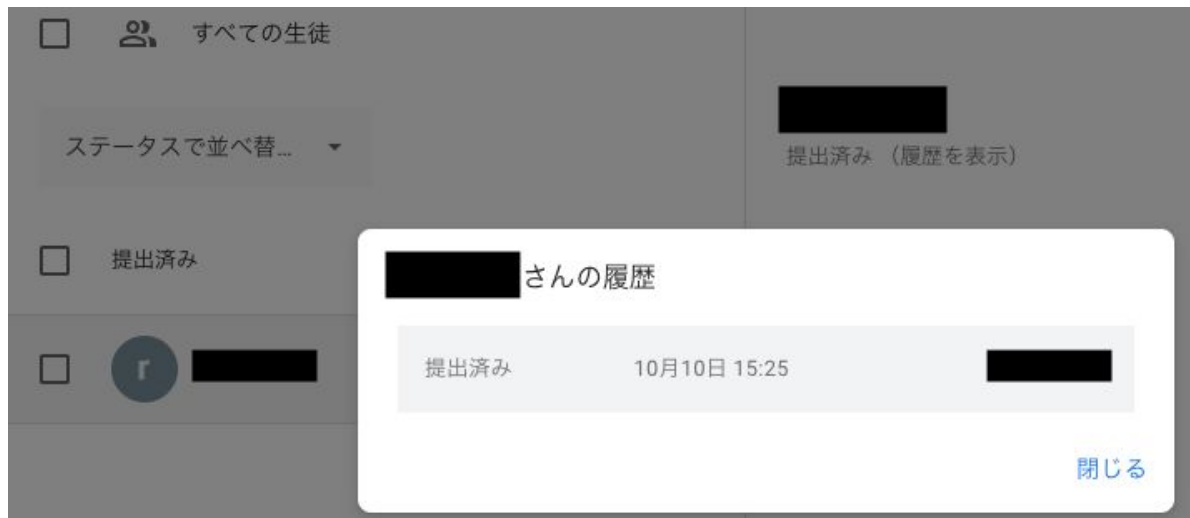 すべての生徒
ステータスで並べ替...
提出済み （履歴を表示）
提出済み
さんの履歴
r
提出済み 10月10日 15:25
閉じる